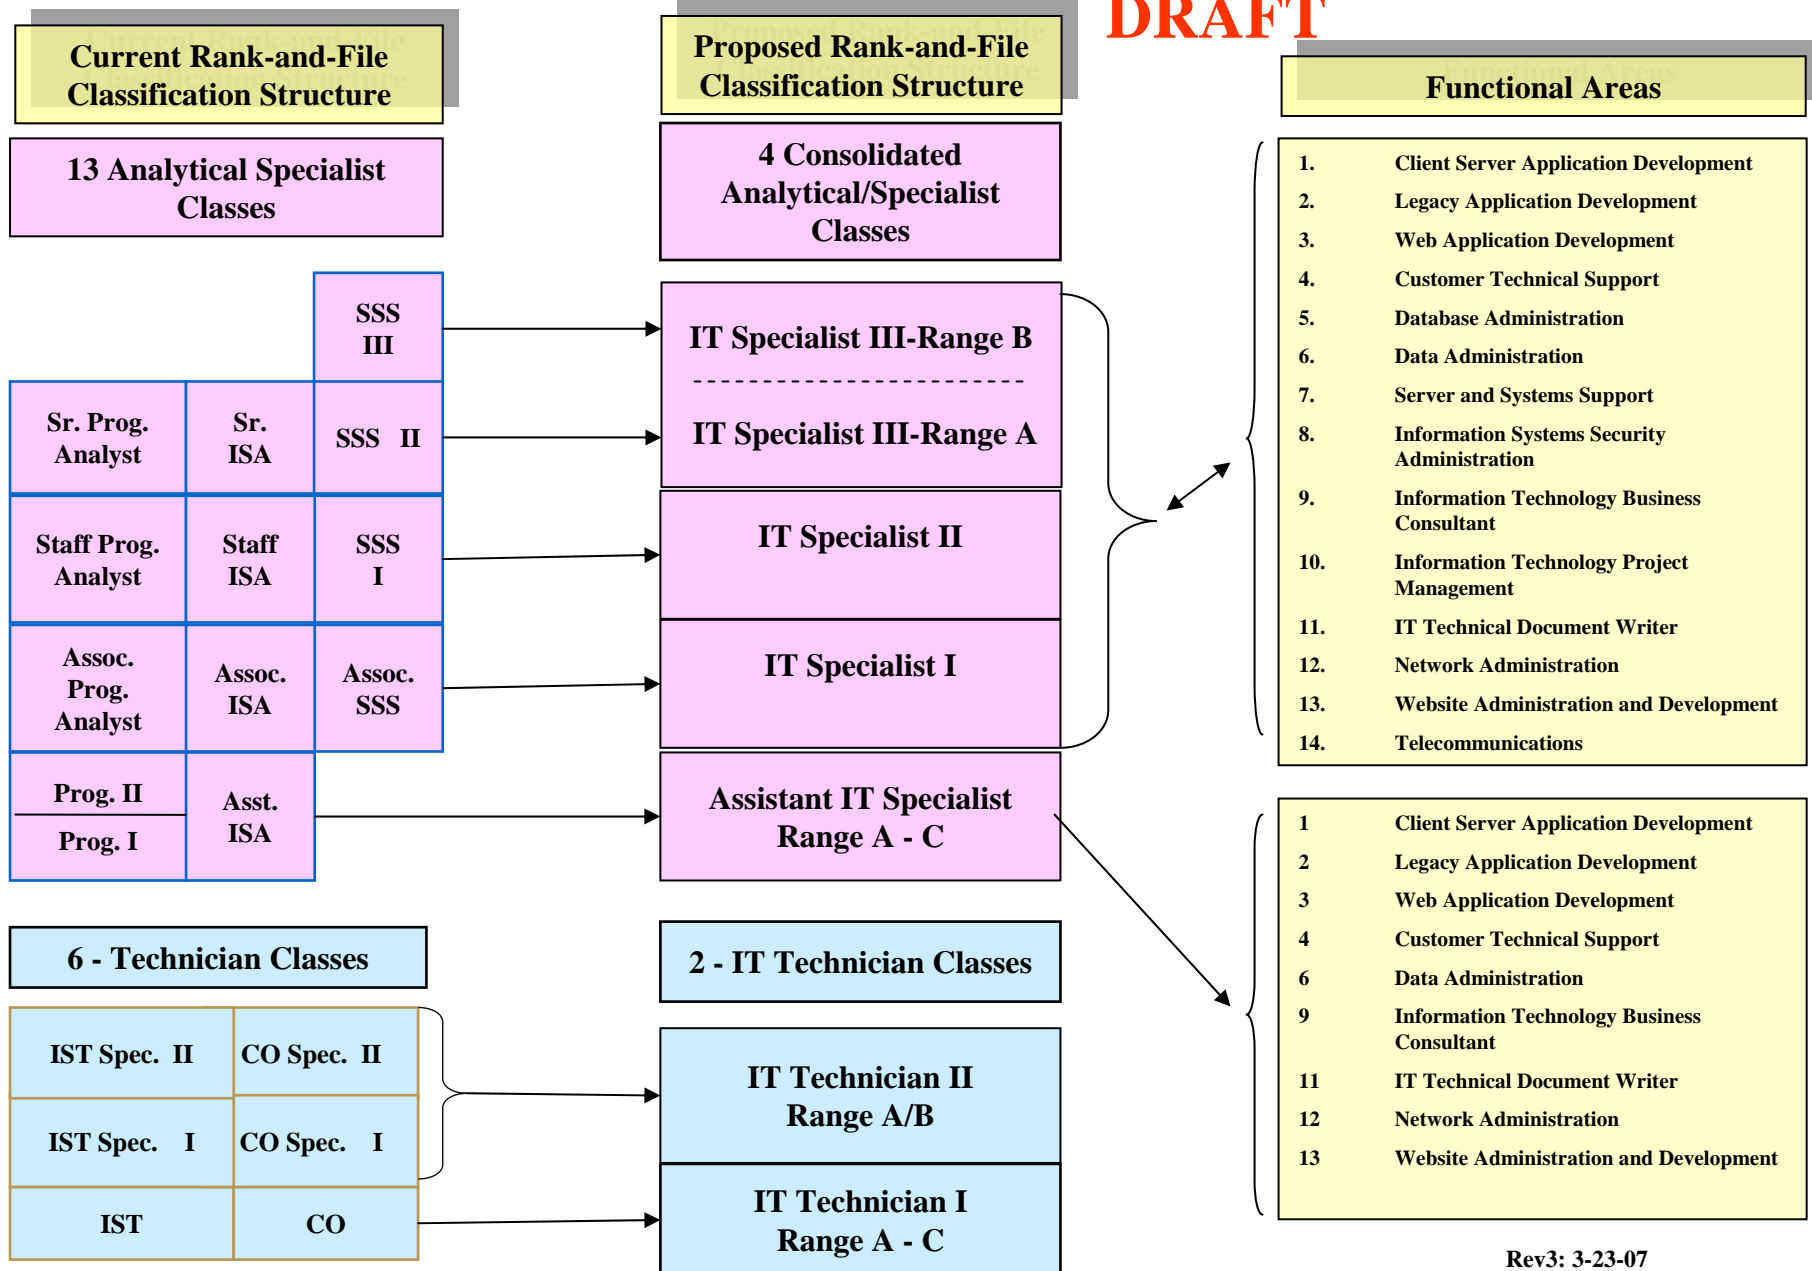 DRAFT
Current Rank-and-File
Classification Structure
13 Analytical Specialist
Classes
SSS
III
Sr. Prog.
Analyst
Sr.
ISA
SSS II
Staff Prog.
Analyst
Staff
ISA
SSS
I
Assoc.
Prog.
Analyst
Assoc.
ISA
Assoc.
SSS
Prog. II
Prog. I
Asst.
ISA
6 - Technician Classes
IST Spec. II
CO Spec. II
IST Spec. I
CO Spec. I
IST
CO
Proposed Rank-and-File
Classification Structure
4 Consolidated
Analytical/Specialist
Classes
IT Specialist III-Range B
IT Specialist III-Range A
IT Specialist II
IT Specialist I
Assistant IT Specialist
Range A - C
2 - IT Technician Classes
IT Technician II
Range A/B
IT Technician I
Range A - C
Functional Areas
1. Client Server Application Development
2. Legacy Application Development
3. Web Application Development
4. Customer Technical Support
5. Database Administration
6. Data Administration
7. Server and Systems Support
8. Information Systems Security
Administration
9. Information Technology Business
Consultant
10. Information Technology Project
Management
11. IT Technical Document Writer
12. Network Administration
13. Website Administration and Development
14. Telecommunications
1 Client Server Application Development
2 Legacy Application Development
3 Web Application Development
4 Customer Technical Support
6 Data Administration
9 Information Technology Business
Consultant
11 IT Technical Document Writer
12 Network Administration
13 Website Administration and Development
Rev3: 3-23-07